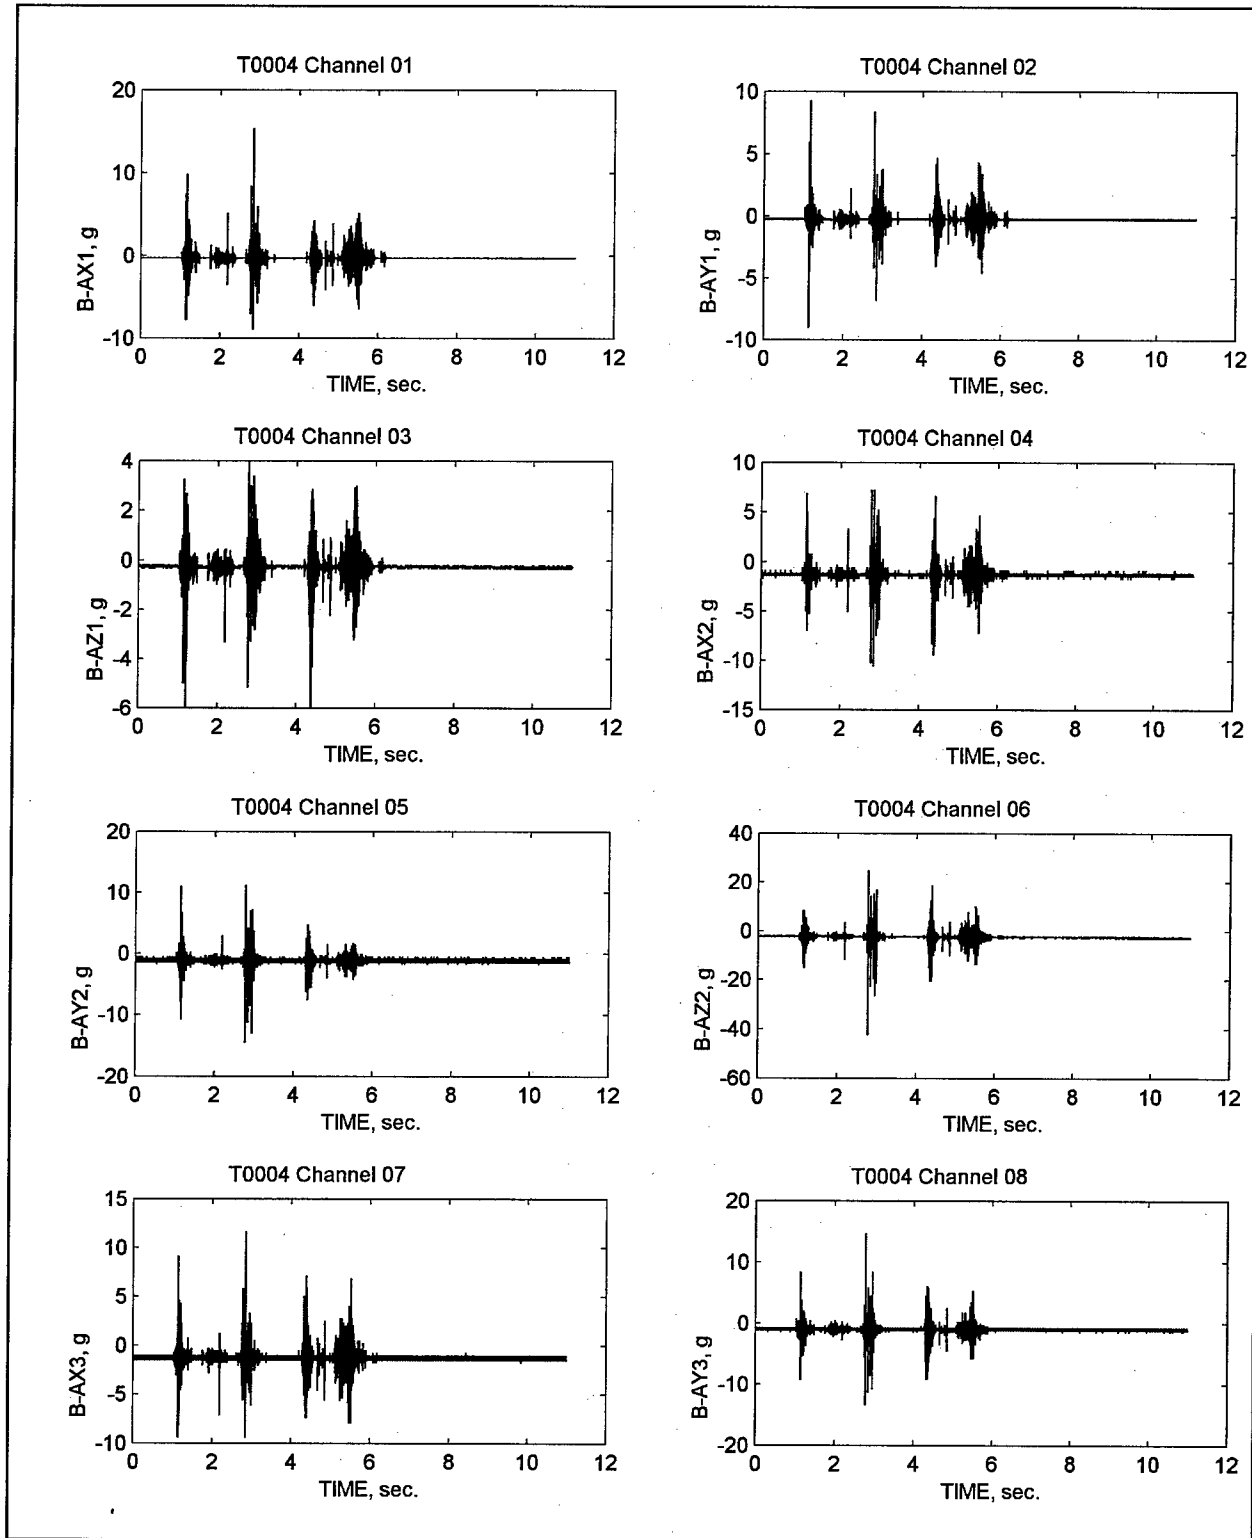 T0004 Channel 01
20
10
0
-10
B-AX1, g
0 2 4 6 8 10 12
TIME, sec.
T0004 Channel 02
10
5
0
-5
-10
B-AY1, g
0 2 4 6 8 10 12
TIME, sec.
T0004 Channel 03
4
2
0
-2
-4
-6
B-AZ1, g
0 2 4 6 8 10 12
TIME, sec.
T0004 Channel 04
10
5
0
-5
-10
-15
B-AX2, g
0 2 4 6 8 10 12
TIME, sec.
T0004 Channel 05
20
10
0
-10
-20
B-AY2, g
0 2 4 6 8 10 12
TIME, sec.
T0004 Channel 06
40
20
0
-20
-40
-60
B-AZ2, g
0 2 4 6 8 10 12
TIME, sec.
T0004 Channel 07
15
10
5
0
-5
-10
B-AX3, g
0 2 4 6 8 10 12
TIME, sec.
T0004 Channel 08
20
10
0
-10
-20
B-AY3, g
0 2 4 6 8 10 12
TIME, sec.